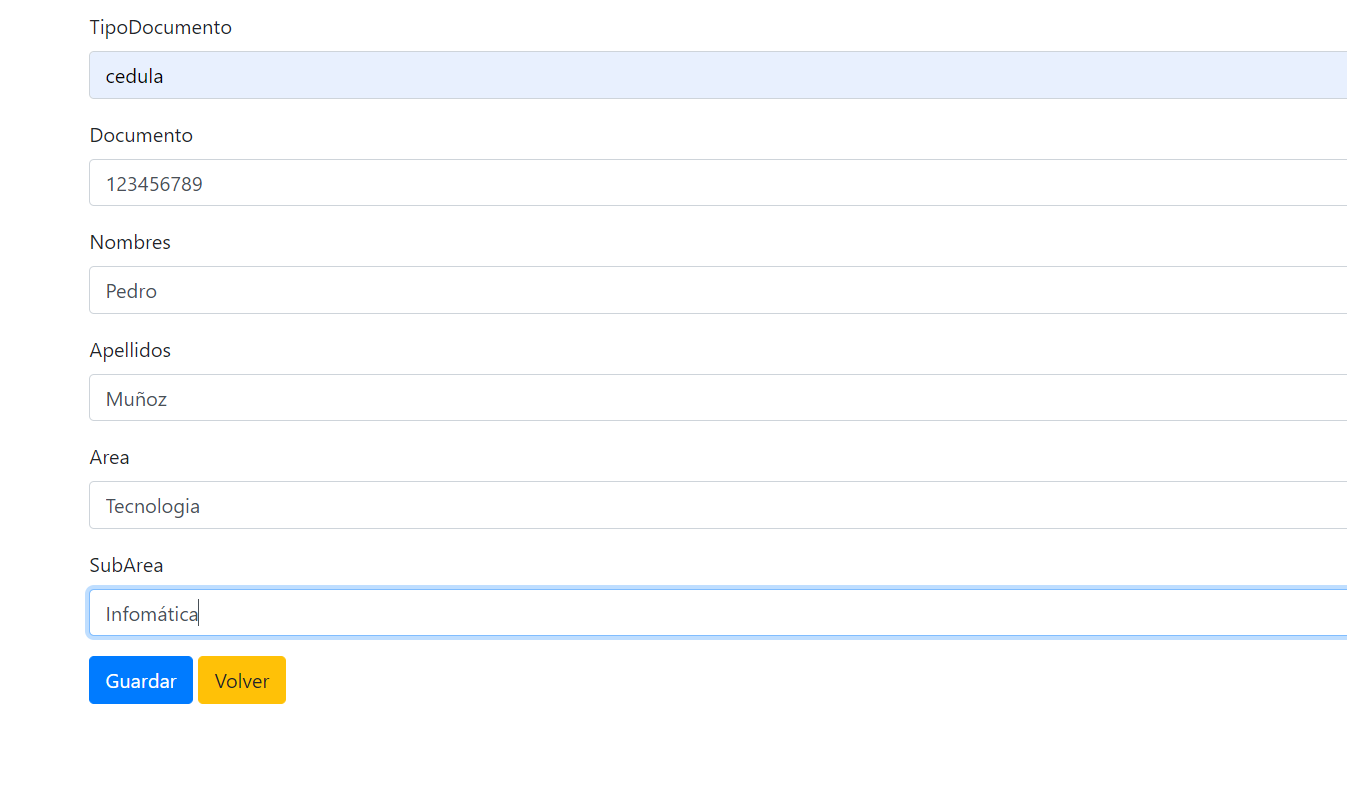 TipoDocumento
cedula
Documento
123456789
Nombres
Pedro
Apellidos
Muñoz
Area
Tecnologia
SubArea
Infomática
Guardar Volver